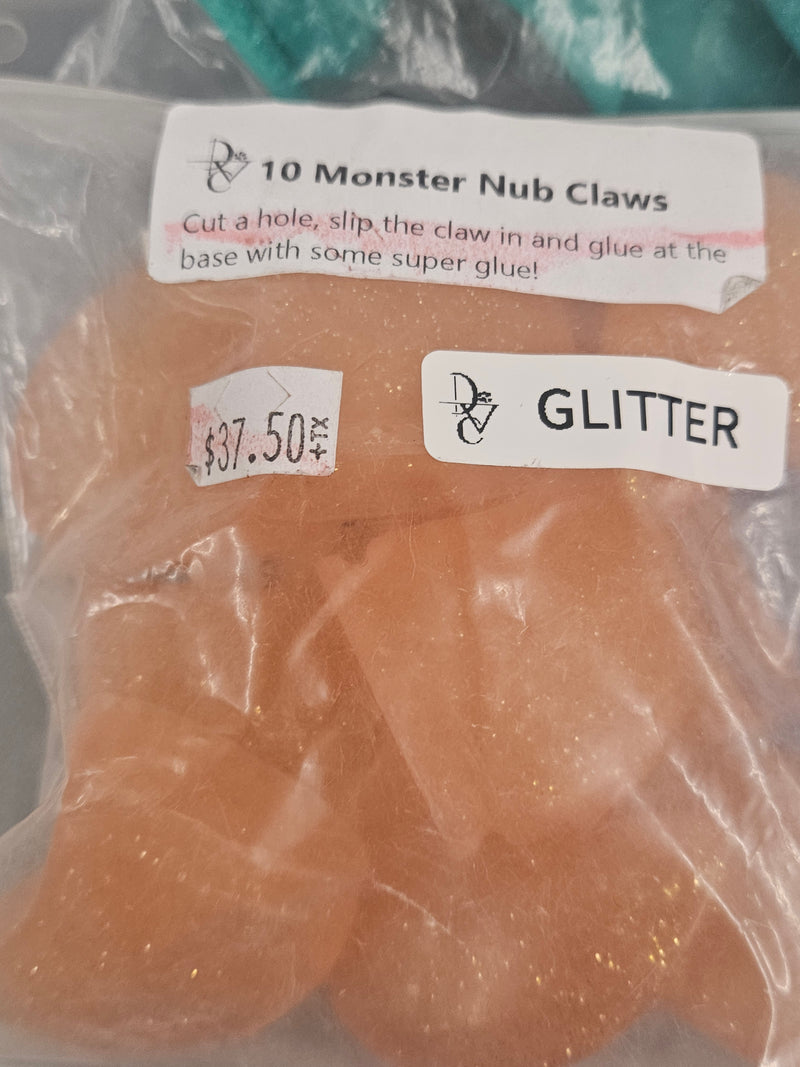 10 Monster Nub Claws
Cut a hole, slip the claw in and glue at the
base with some super glue!
$37.50+TX
GLITTER